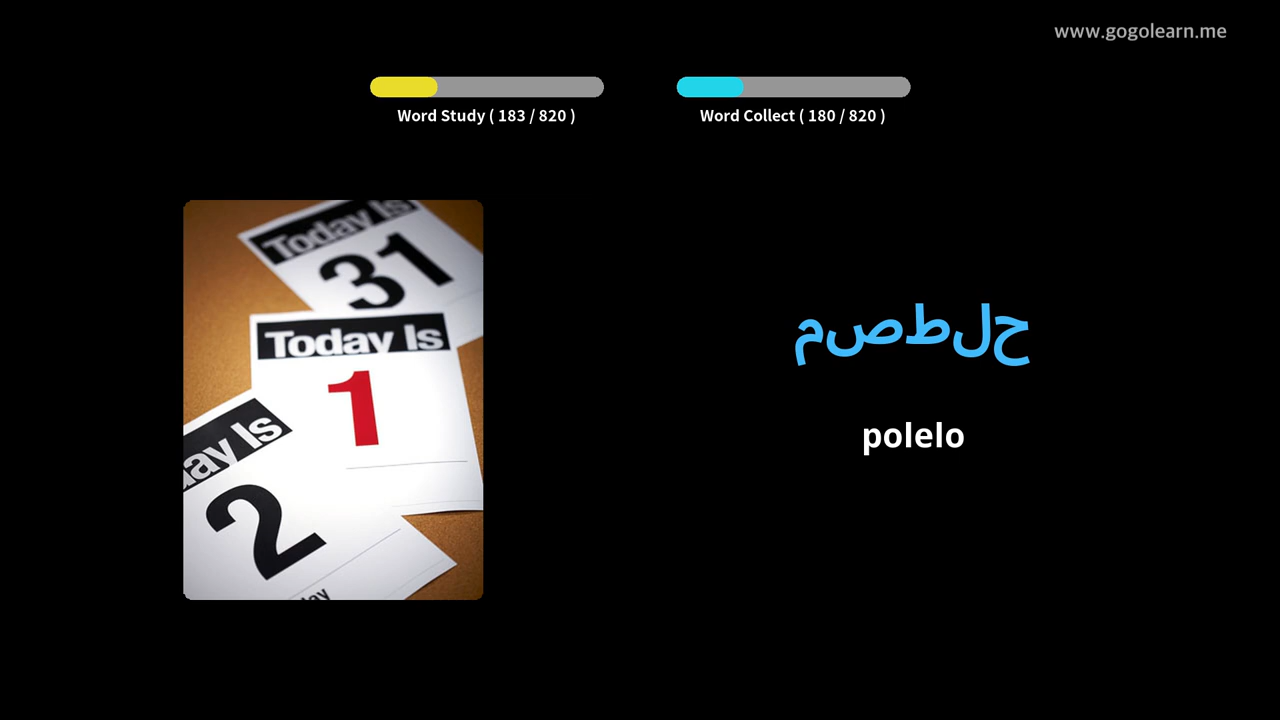 www.gogolearn.me
Word Study ( 183 / 820 )
Word Collect ( 180 / 820 )
Today Is
31
Today Is
1
ay Is
2
مصطلح
polelo